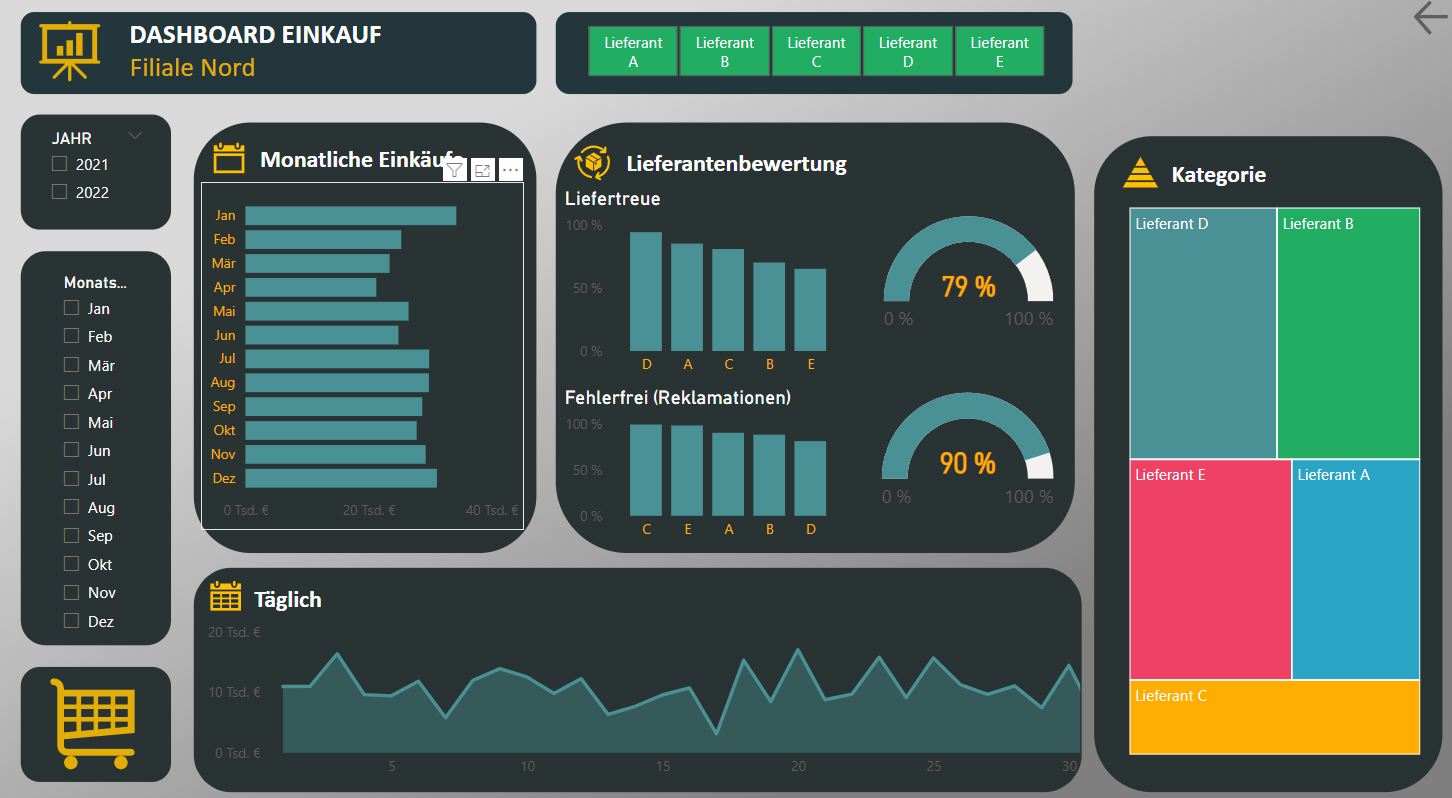 DASHBOARD EINKAUF
Filiale Nord
Lieferant
A
Lieferant
B
Lieferant
C
Lieferant
D
Lieferant
E
JAHR
2021
2022
Monats...
Jan
Feb
Mär
Apr
Mai
Jun
Jul
Aug
Sep
Okt
Nov
Dez
Monatliche Einkäufe
Jan
Feb
Mär
Apr
Mai
Jun
Jul
Aug
Sep
Okt
Nov
Dez
0 Tsd. €
20 Tsd. €
40 Tsd. €
Lieferantenbewertung
Liefertreue
100 %
50 %
0 %
D A C B E
79 %
0 % 100 %
Fehlerfrei (Reklamationen)
100 %
50 %
0 %
C E A B D
90 %
0 % 100 %
Täglich
20 Tsd. €
10 Tsd. €
0 Tsd. €
5 10 15 20 25 30
Kategorie
Lieferant D
Lieferant B
Lieferant E
Lieferant A
Lieferant C